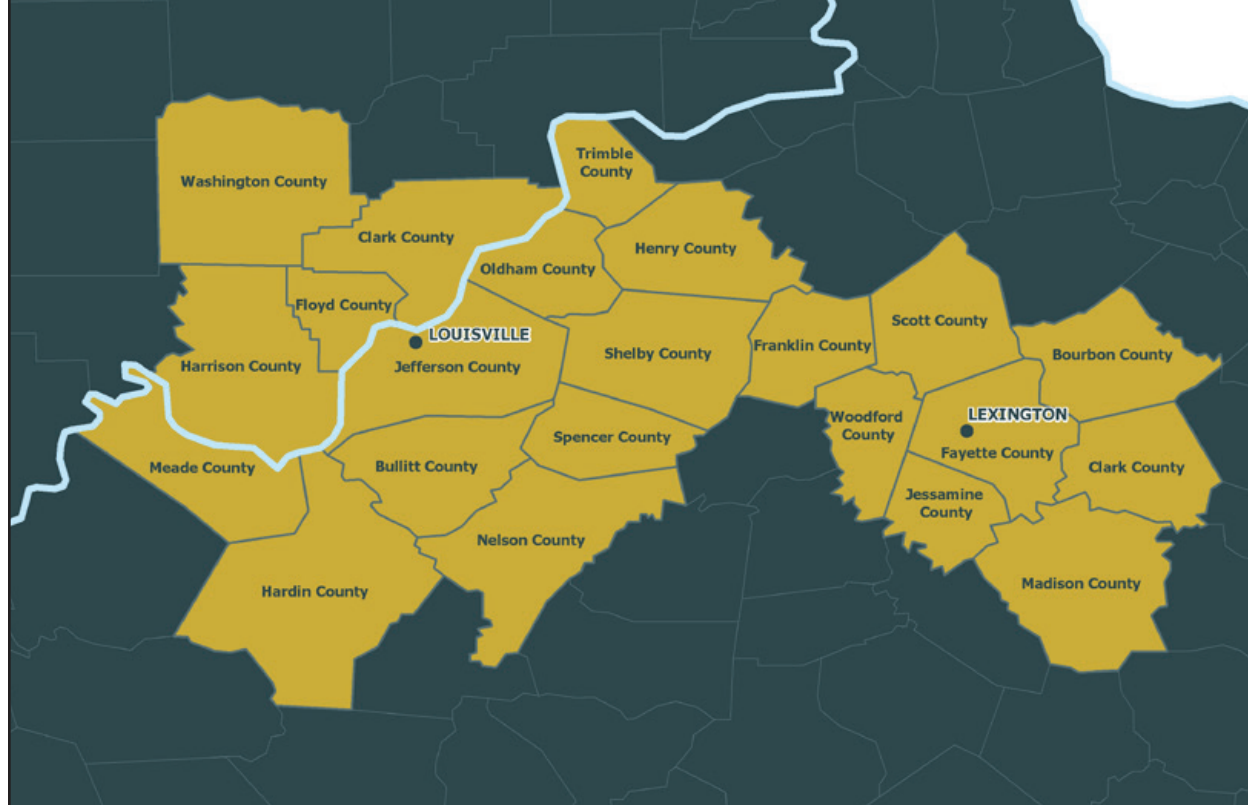 Trimble
County
Washington County
Clark County
Henry County
Oldham County
Floyd County
Scott County
LOUISVILLE
Franklin County
Shelby County
Bourbon County
Harrison County
Jefferson County
Woodford
County
LEXINGTON
Spencer County
Fayette County
Meade County
Bullitt County
Clark County
Jessamine
County
Nelson County
Madison County
Hardin County